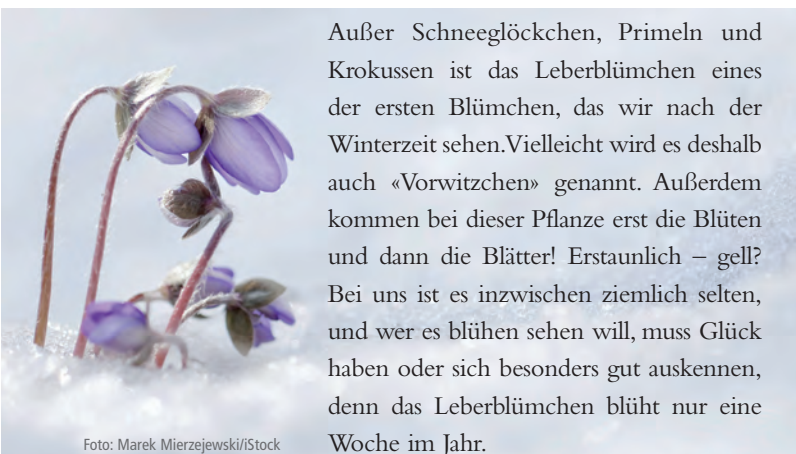 Außer Schneeglöckchen, Primeln und
Krokussen ist das Leberblümchen eines
der ersten Blümchen, das wir nach der
Winterzeit sehen.Vielleicht wird es deshalb
auch «Vorwitzchen» genannt. Außerdem
kommen bei dieser Pflanze erst die Blüten
und dann die Blätter! Erstaunlich – gell?
Bei uns ist es inzwischen ziemlich selten,
und wer es blühen sehen will, muss Glück
haben oder sich besonders gut auskennen,
denn das Leberblümchen blüht nur eine
Woche im Jahr.
Foto: Marek Mierzejewski/iStock